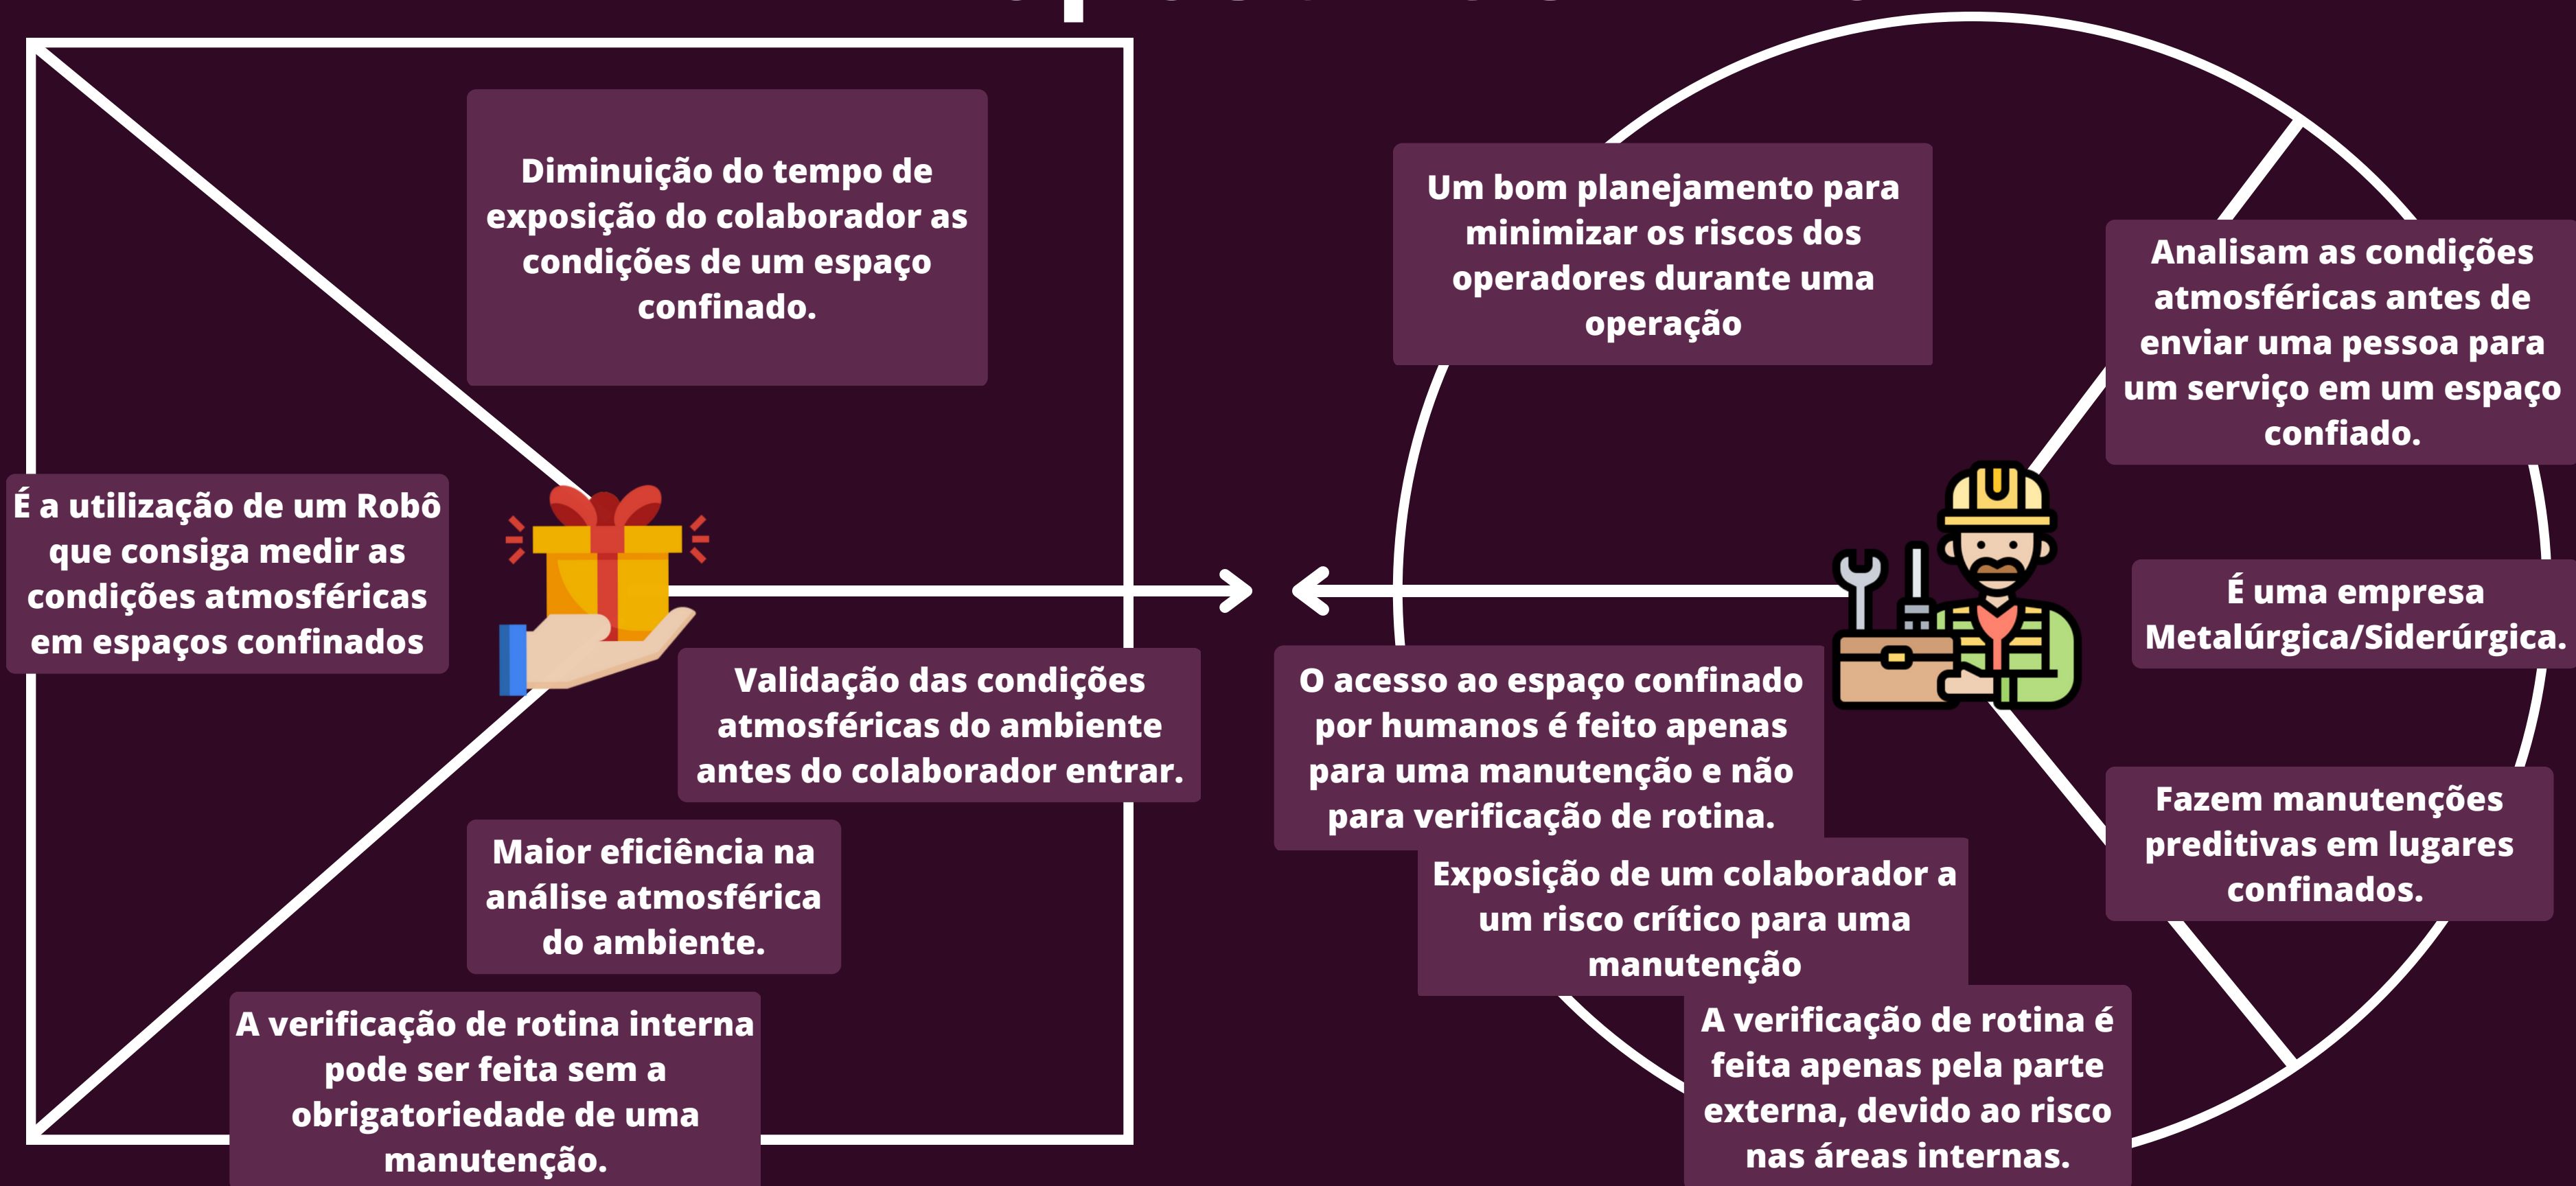 Diminuição do tempo de
exposição do colaborador as
condições de um espaço
confinado.
É a utilização de um Robô
que consiga medir as
condições atmosféricas
em espaços confinados
Validação das condições
atmosféricas do ambiente
antes do colaborador entrar.
Maior eficiência na
análise atmosférica
do ambiente.
A verificação de rotina interna
pode ser feita sem a
obrigatoriedade de uma
manutenção.
Um bom planejamento para
minimizar os riscos dos
operadores durante uma
operação
Analisam as condições
atmosféricas antes de
enviar uma pessoa para
um serviço em um espaço
confiado.
É uma empresa
Metalúrgica/Siderúrgica.
O acesso ao espaço confinado
por humanos é feito apenas
para uma manutenção e não
para verificação de rotina.
Fazem manutenções
preditivas em lugares
confinados.
Exposição de um colaborador a
um risco crítico para uma
manutenção
A verificação de rotina é
feita apenas pela parte
externa, devido ao risco
nas áreas internas.